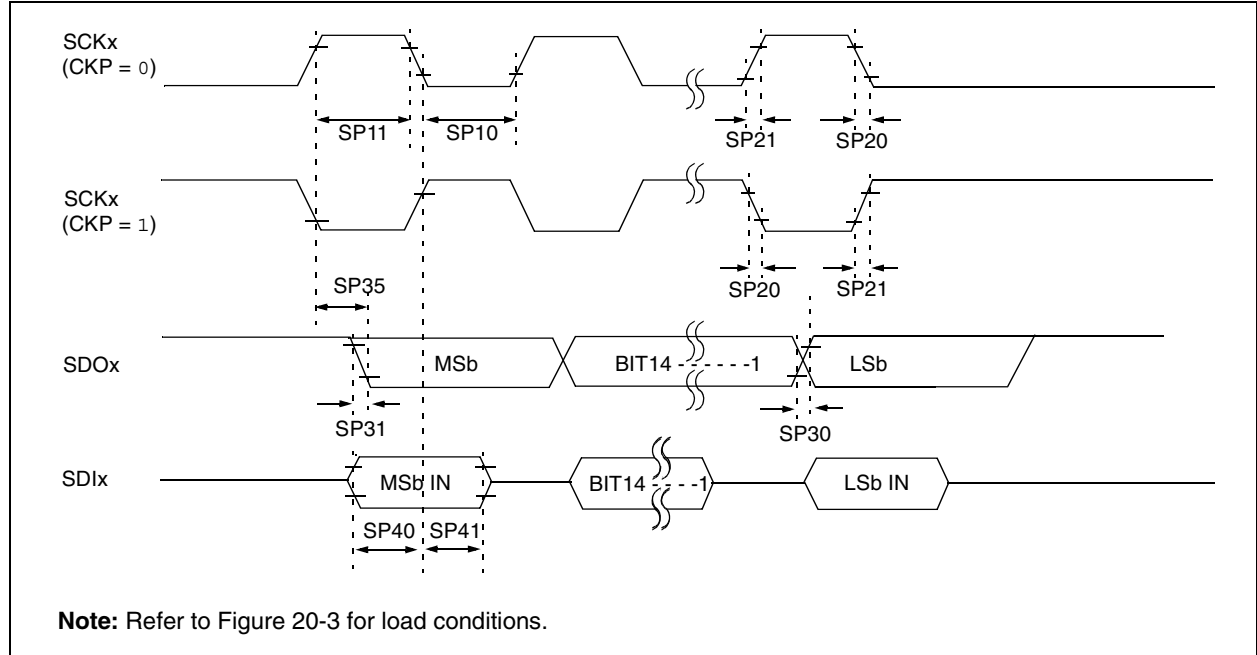 SCKx
(CKP = 0)
SP11
SP10
SP21
SP20
SCKx
(CKP = 1)
SP35
SP20
SP21
SDOx
MSb
BIT14 - - - - - -1
LSb
SP31
SP30
SDIx
MSb IN
BIT14 - - - -1
LSb IN
SP40
SP41
Note: Refer to Figure 20-3 for load conditions.